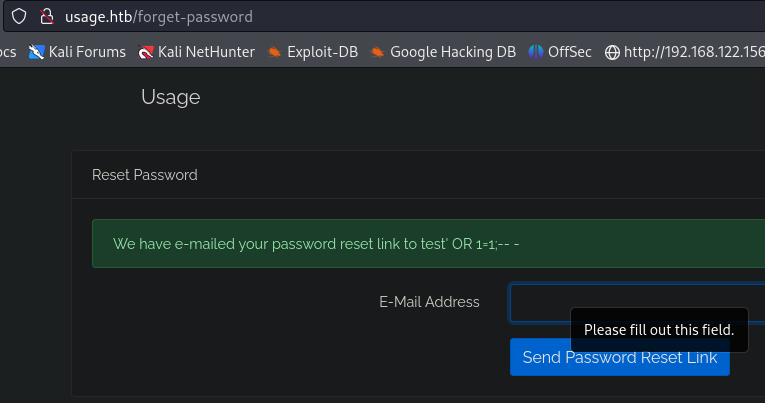 usage.htb/forget-password
ocs Kali Forums Kali NetHunter Exploit-DB Google Hacking DB OffSec http://192.168.122.156
Usage
Reset Password
We have e-mailed your password reset link to test' OR 1=1;-- -
E-Mail Address
Please fill out this field.
Send Password Reset Link